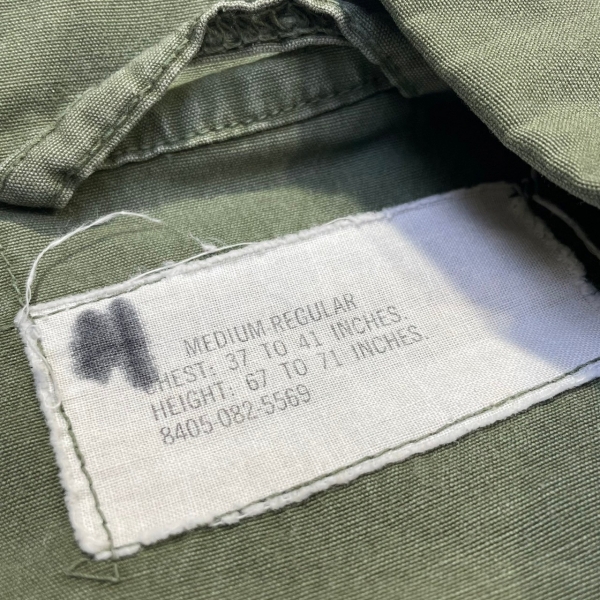 MEDIUM-REGULAR
CHEST: 37 TO 41 INCHES.
HEIGHT: 67 TO 71 INCHES.
8405-082-5569